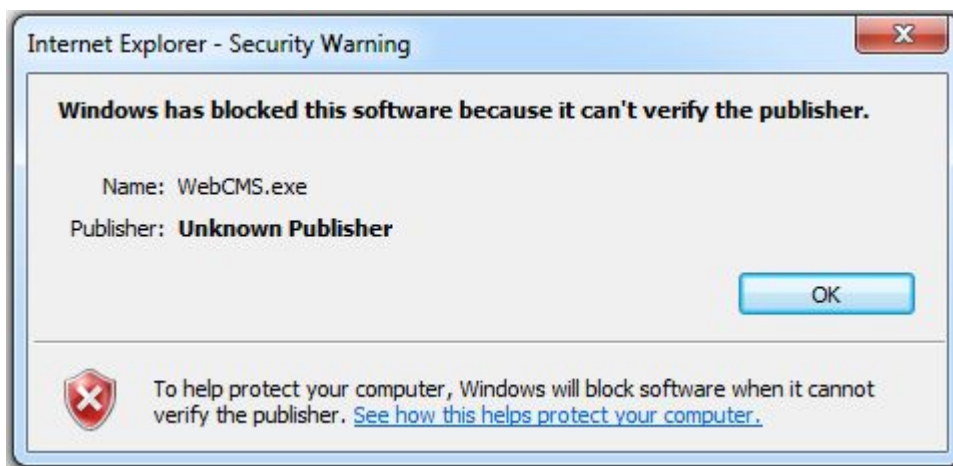 Internet Explorer - Security Warning
Windows has blocked this software because it can't verify the publisher.
Name: WebCMS.exe
Publisher: Unknown Publisher
OK
To help protect your computer, Windows will block software when it cannot
verify the publisher. See how this helps protect your computer.